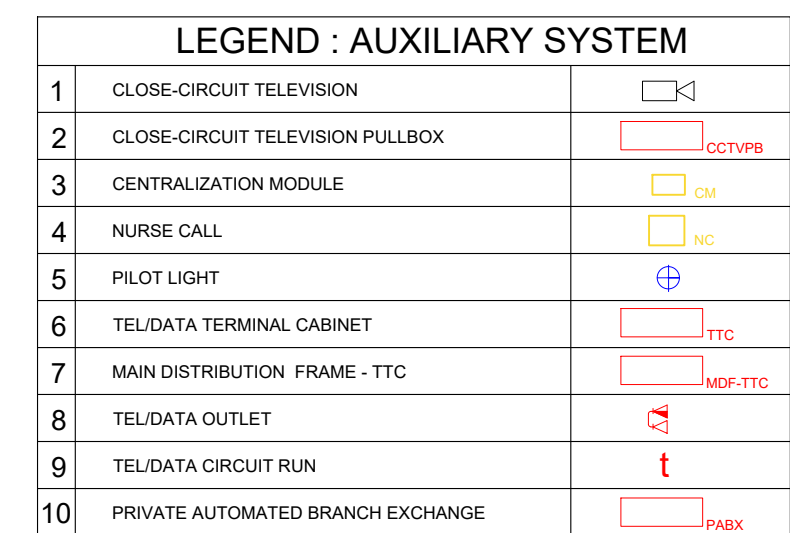 LEGEND : AUXILIARY SYSTEM
1 CLOSE-CIRCUIT TELEVISION
2 CLOSE-CIRCUIT TELEVISION PULLBOX CCTVPB
3 CENTRALIZATION MODULE CM
4 NURSE CALL NC
5 PILOT LIGHT
6 TEL/DATA TERMINAL CABINET TTC
7 MAIN DISTRIBUTION FRAME - TTC MDF-TTC
8 TEL/DATA OUTLET
9 TEL/DATA CIRCUIT RUN t
10 PRIVATE AUTOMATED BRANCH EXCHANGE PABX